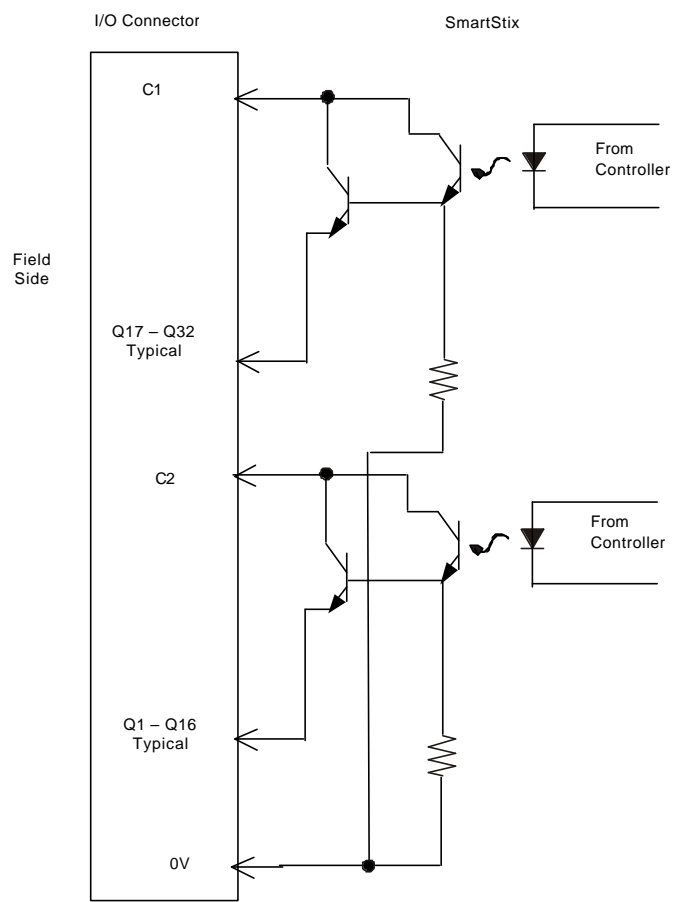 I/O Connector
SmartStix
C1
From
Controller
Field
Side
Q17 – Q32
Typical
C2
From
Controller
Q1 – Q16
Typical
0V